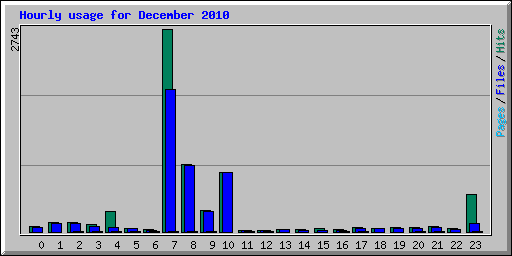 Hourly usage for December 2010
2743
Pages/Files/Hits
0 1 2 3 4 5 6 7 8 9 10 11 12 13 14 15 16 17 18 19 20 21 22 23